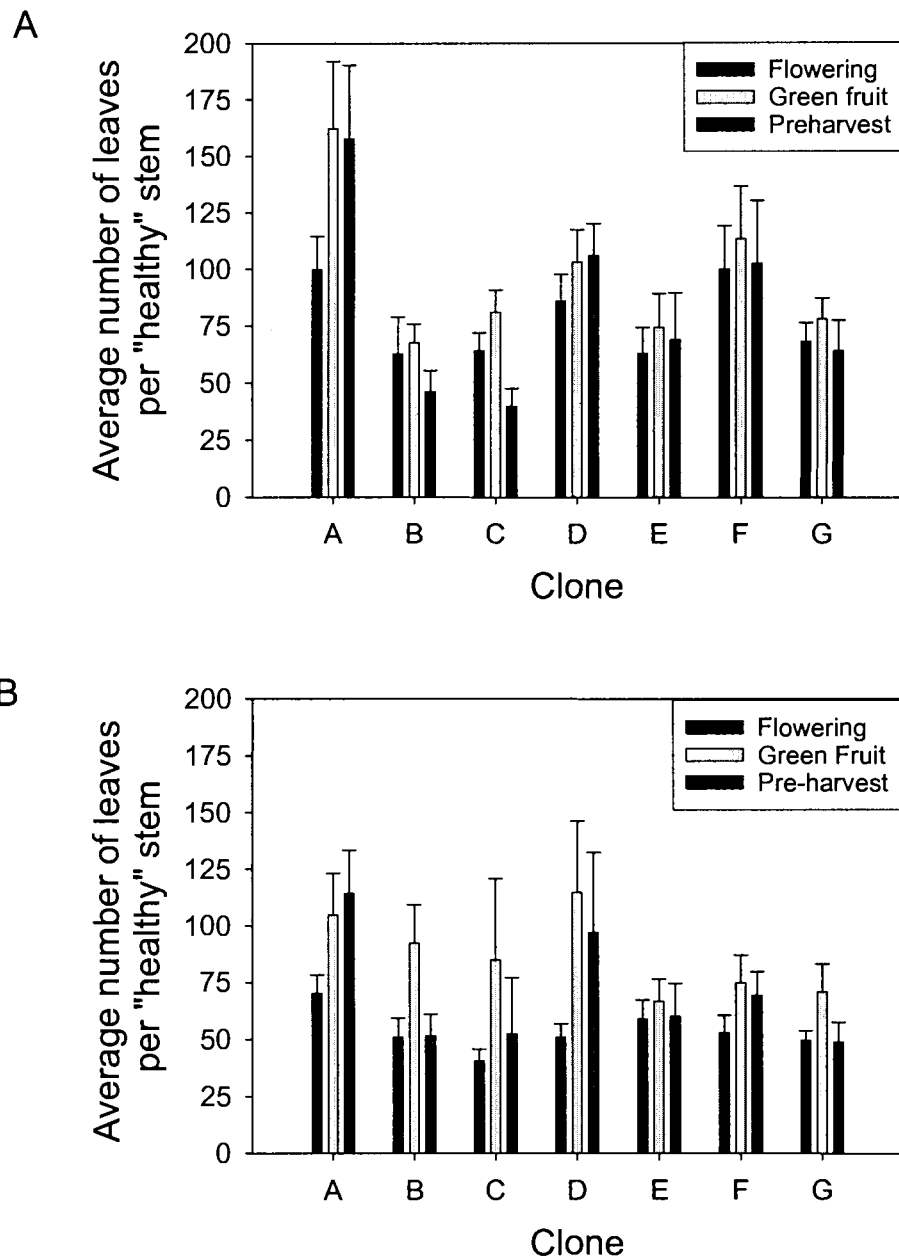 A
Average number of leaves
per "healthy" stem
200
175
150
125
100
75
50
25
0
Flowering
Green fruit
Preharvest
A B C D E F G
Clone
B
Average number of leaves
per "healthy" stem
200
175
150
125
100
75
50
25
0
Flowering
Green Fruit
Pre-harvest
A B C D E F G
Clone